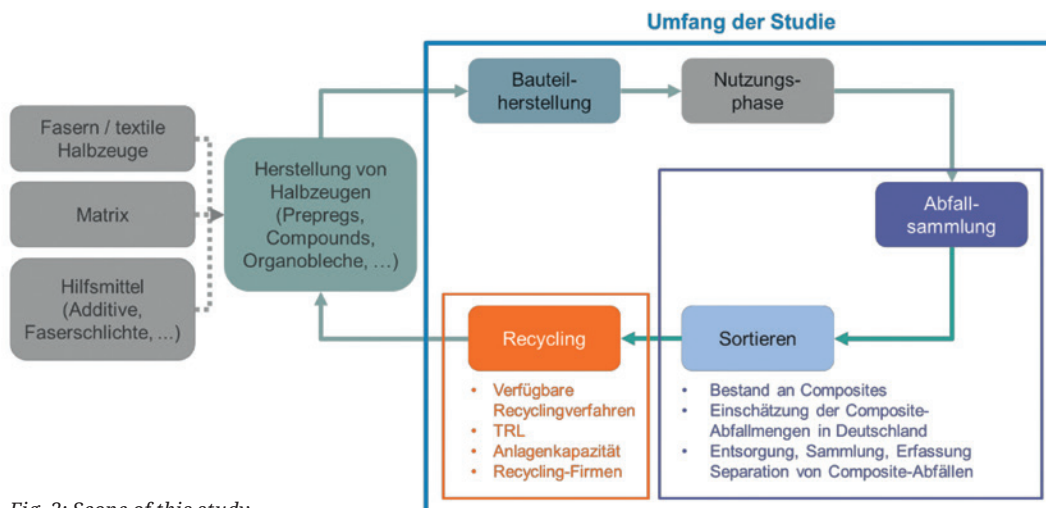 Umfang der Studie
Fasern / textile
Halbzeuge
Matrix
Hilfsmittel
(Additive,
Faserschlichte, ...)
Herstellung von
Halbzeugen
(Prepregs,
Compounds,
Organobleche, ...)
Bauteil-
herstellung
Nutzungs-
phase
Abfall-
sammlung
Sortieren
• Bestand an Composites
• Einschätzung der Composite-
Abfallmengen in Deutschland
• Entsorgung, Sammlung, Erfassung
Separation von Composite-Abfällen
Recycling
• Verfügbare
Recyclingverfahren
• TRL
• Anlagenkapazität
• Recycling-Firmen